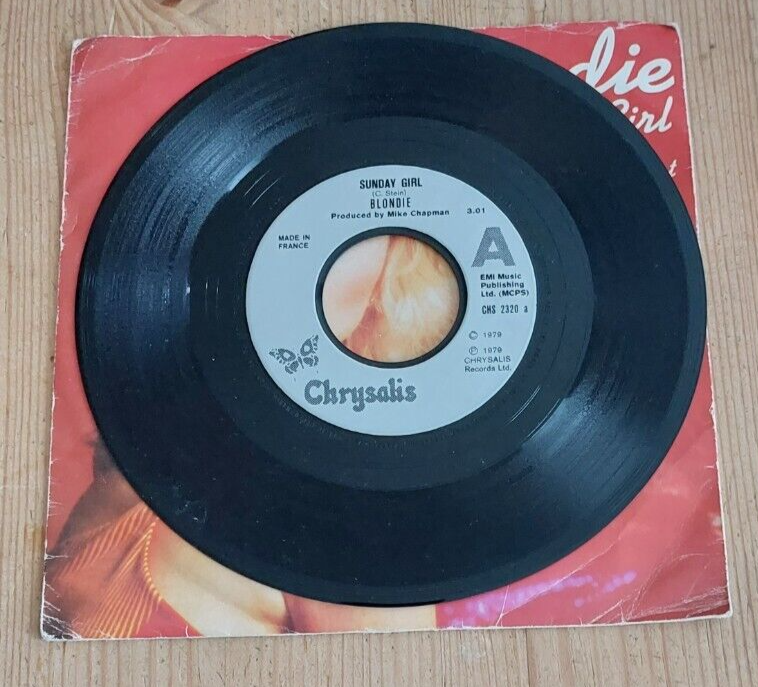 die
Girl
t
SUNDAY GIRL
(C. Stein)
BLONDIE
Produced by Mike Chapman 3.01
MADE IN
FRANCE
A
EMI Music
Publishing
Ltd. (MCPS)
CHS 2320 a
© 1979
℗ 1979
CHRYSALIS
Records Ltd.
Chrysalis